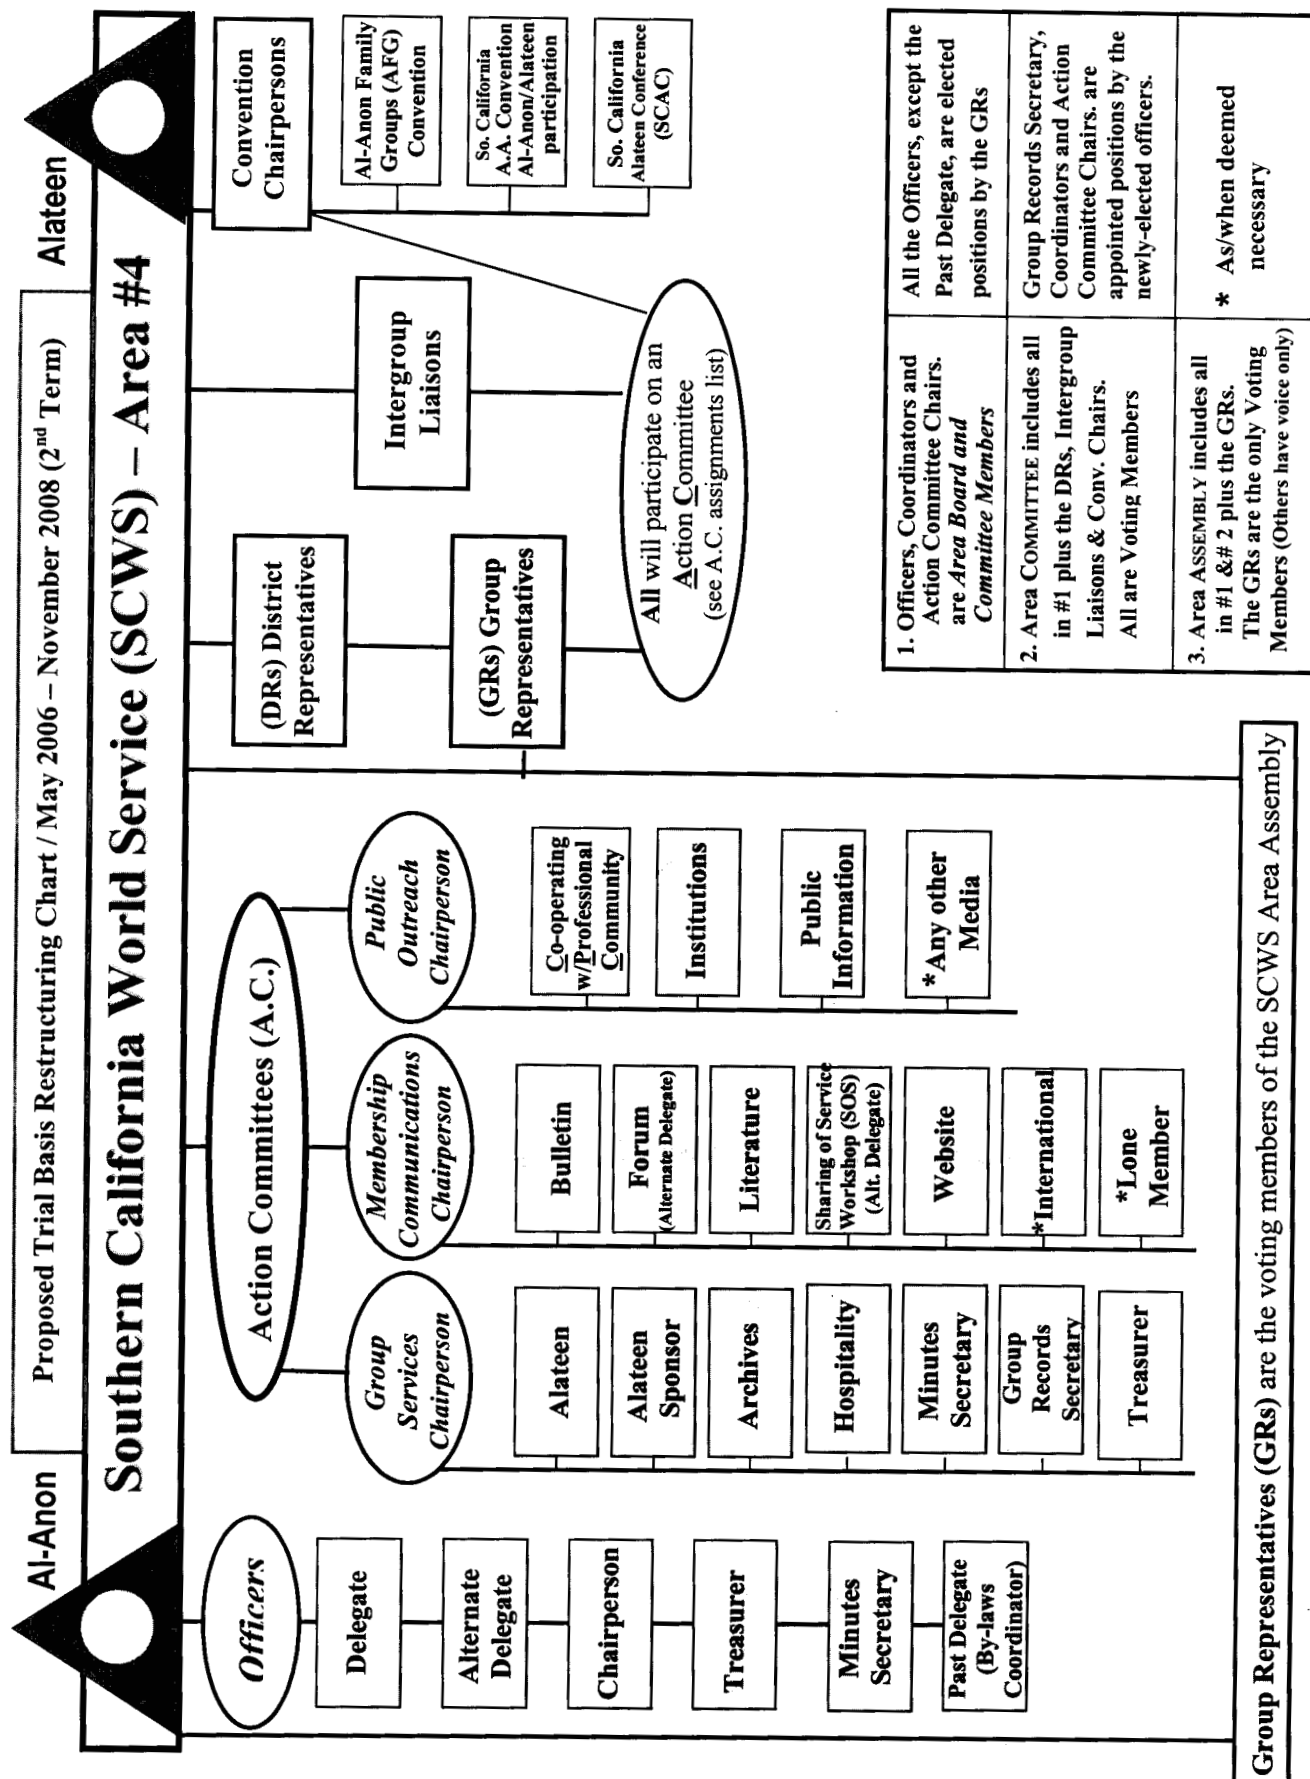 Al-Anon
Proposed Trial Basis Restructuring Chart / May 2006 – November 2008 (2nd Term)
Alateen
Southern California World Service (SCWS) – Area #4
Officers
Delegate
Alternate
Delegate
Chairperson
Treasurer
Minutes
Secretary
Past Delegate
(By-laws
Coordinator)
Action Committees (A.C.)
Group
Services
Chairperson
Alateen
Alateen
Sponsor
Archives
Hospitality
Minutes
Secretary
Group
Records
Secretary
Treasurer
Membership
Communications
Chairperson
Bulletin
Forum
(Alternate Delegate)
Literature
Sharing of Service
Workshop (SOS)
(Alt. Delegate)
Website
*International
*Lone
Member
Public
Outreach
Chairperson
Co-operating
w/Professional
Community
Institutions
Public
Information
*Any other
Media
(DRs) District
Representatives
(GRs) Group
Representatives
Intergroup
Liaisons
Convention
Chairpersons
Al-Anon Family
Groups (AFG)
Convention
So. California
A.A. Convention
Al-Anon/Alateen
participation
So. California
Alateen Conference
(SCAC)
All will participate on an
Action Committee
(see A.C. assignments list)
1. Officers, Coordinators and
Action Committee Chairs.
are Area Board and
Committee Members
All the Officers, except the
Past Delegate, are elected
positions by the GRs
2. Area COMMITTEE includes all
in #1 plus the DRs, Intergroup
Liaisons & Conv. Chairs.
All are Voting Members
Group Records Secretary,
Coordinators and Action
Committee Chairs. are
appointed positions by the
newly-elected officers.
3. Area ASSEMBLY includes all
in #1 &# 2 plus the GRs.
The GRs are the only Voting
Members (Others have voice only)
* As/when deemed
necessary
Group Representatives (GRs) are the voting members of the SCWS Area Assembly